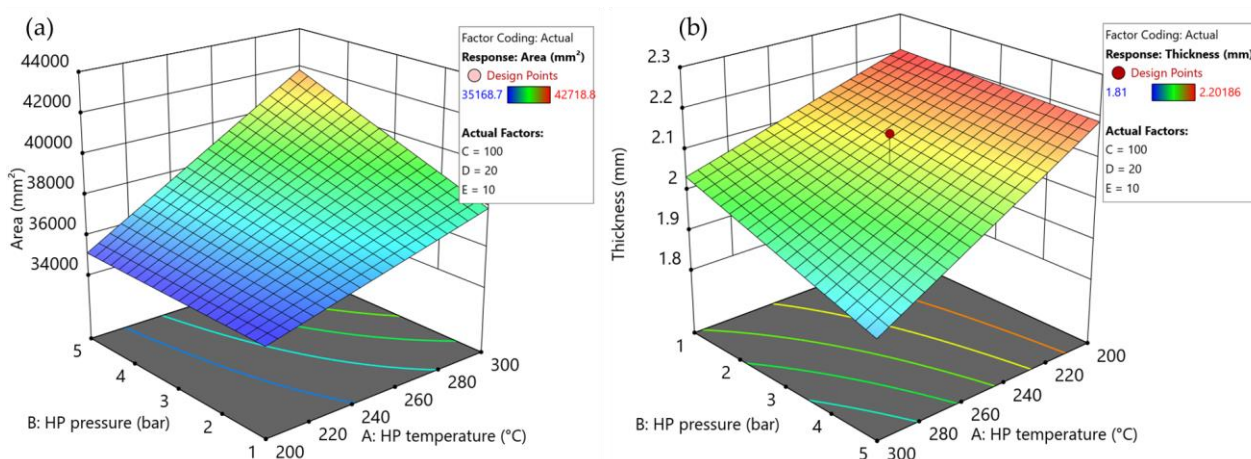 (a)
Factor Coding: Actual
Response: Area (mm²)
Design Points
35168.7 42718.8
Actual Factors:
C = 100
D = 20
E = 10
44000
42000
40000
38000
36000
34000
Area (mm²)
5
4
3
2
1
B: HP pressure (bar)
200
220
240
260
280
300
A: HP temperature (°C)
(b)
Factor Coding: Actual
Response: Thickness (mm)
Design Points
1.81 2.20186
Actual Factors:
C = 100
D = 20
E = 10
2.3
2.2
2.1
2
1.9
1.8
Thickness (mm)
1
2
3
4
5
B: HP pressure (bar)
300
280
260
240
220
200
A: HP temperature (°C)